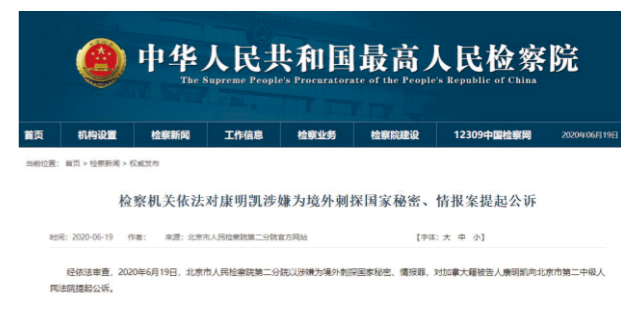 中华人民共和国最高人民检察院
The Supreme People's Procuratorate of the People's Republic of China
首页 机构设置 检察新闻 工作信息 检察业务 检察院建设 12309中国检察网 2020年06月19日
当前位置: 首页 > 检察新闻 > 权威发布
检察机关依法对康明凯涉嫌为境外刺探国家秘密、情报案提起公诉
时间: 2020-06-19 作者: 来源: 北京市人民检察院第二分院官方网站 【字体: 大 中 小】
经依法审查,2020年6月19日,北京市人民检察院第二分院以涉嫌为境外刺探国家秘密、情报罪,对加拿大籍被告人康明凯向北京市第二中级人
民法院提起公诉。